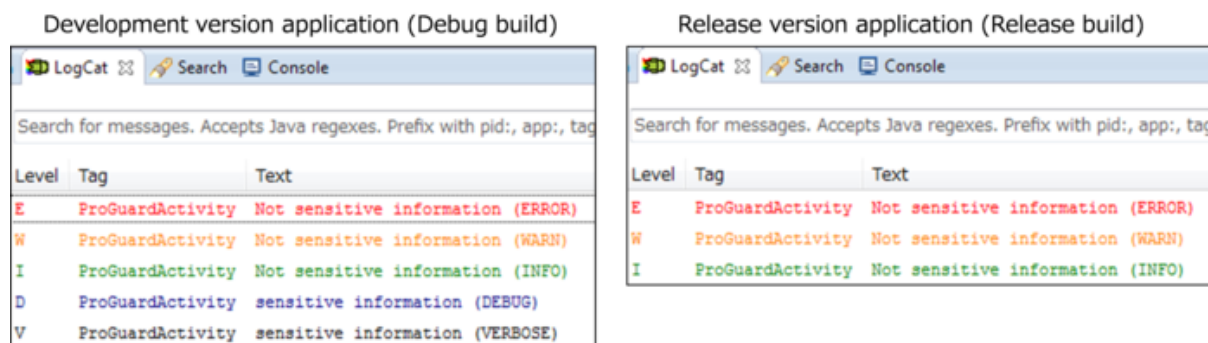 Development version application (Debug build)
LogCat Search Console
Search for messages. Accepts Java regexes. Prefix with pid:, app:, tag
Level Tag Text
E ProGuardActivity Not sensitive information (ERROR)
W ProGuardActivity Not sensitive information (WARN)
I ProGuardActivity Not sensitive information (INFO)
D ProGuardActivity sensitive information (DEBUG)
V ProGuardActivity sensitive information (VERBOSE)
Release version application (Release build)
LogCat Search Console
Search for messages. Accepts Java regexes. Prefix with pid:, app:, tag
Level Tag Text
E ProGuardActivity Not sensitive information (ERROR)
W ProGuardActivity Not sensitive information (WARN)
I ProGuardActivity Not sensitive information (INFO)